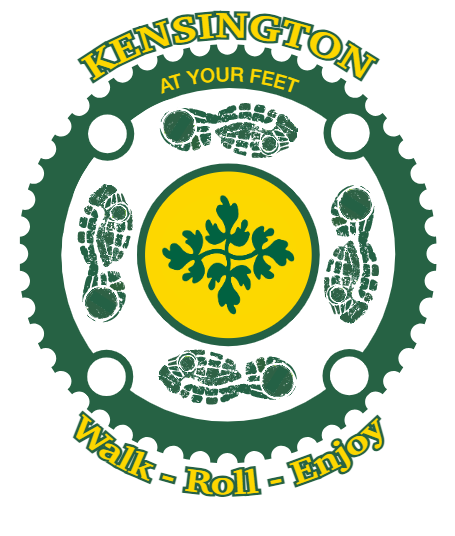 KENSINGTON
AT YOUR FEET
Walk - Roll - Enjoy